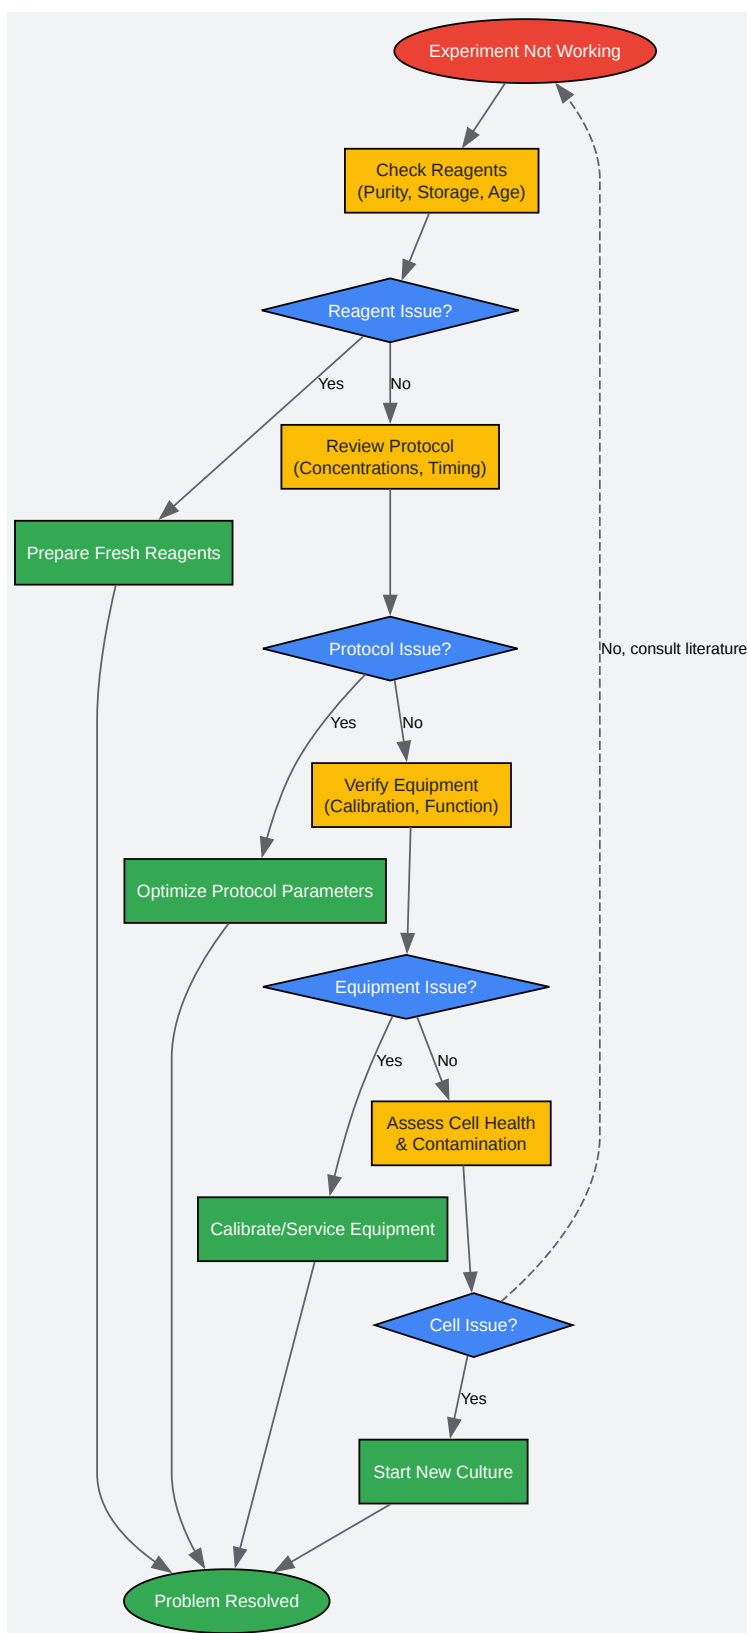 Experiment Not Working
Check Reagents
(Purity, Storage, Age)
Reagent Issue?
Yes
No
Review Protocol
(Concentrations, Timing)
Prepare Fresh Reagents
Protocol Issue?
No, consult literature
Yes
No
Verify Equipment
(Calibration, Function)
Optimize Protocol Parameters
Equipment Issue?
Yes
No
Assess Cell Health
& Contamination
Calibrate/Service Equipment
Cell Issue?
Yes
Start New Culture
Problem Resolved